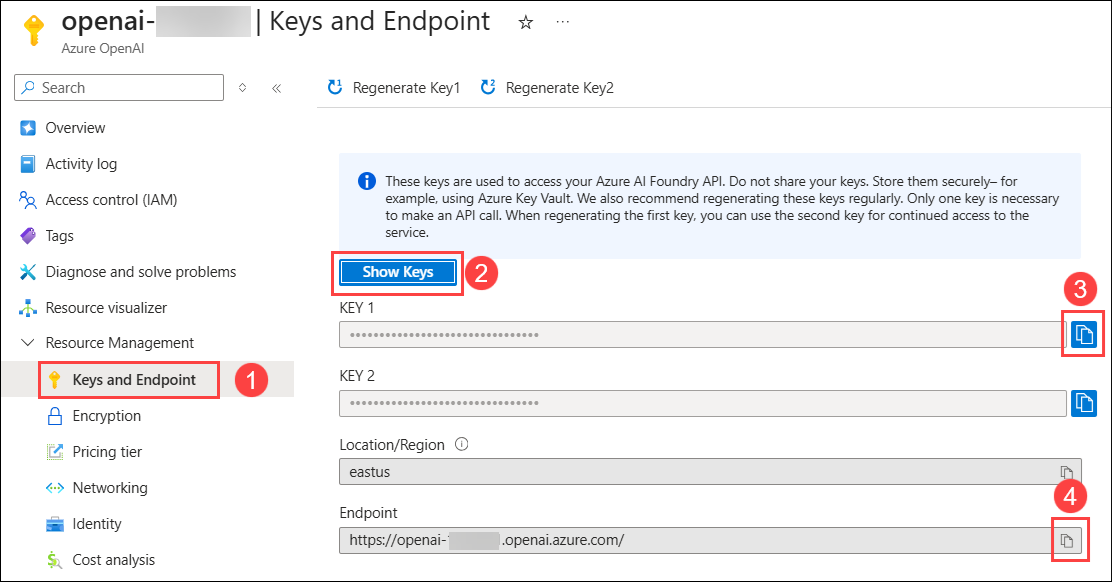 openai- | Keys and Endpoint ☆ ...
Azure OpenAI
Search
Regenerate Key1 Regenerate Key2
Overview
Activity log
Access control (IAM)
Tags
Diagnose and solve problems
Resource visualizer
Resource Management
Keys and Endpoint 1
Encryption
Pricing tier
Networking
Identity
Cost analysis
These keys are used to access your Azure AI Foundry API. Do not share your keys. Store them securely– for
example, using Azure Key Vault. We also recommend regenerating these keys regularly. Only one key is necessary
to make an API call. When regenerating the first key, you can use the second key for continued access to the
service.
Show Keys 2
KEY 1
•••••••••••••••••••••••••••••••• 3
KEY 2
••••••••••••••••••••••••••••••••
Location/Region
eastus
Endpoint 4
https://openai- .openai.azure.com/